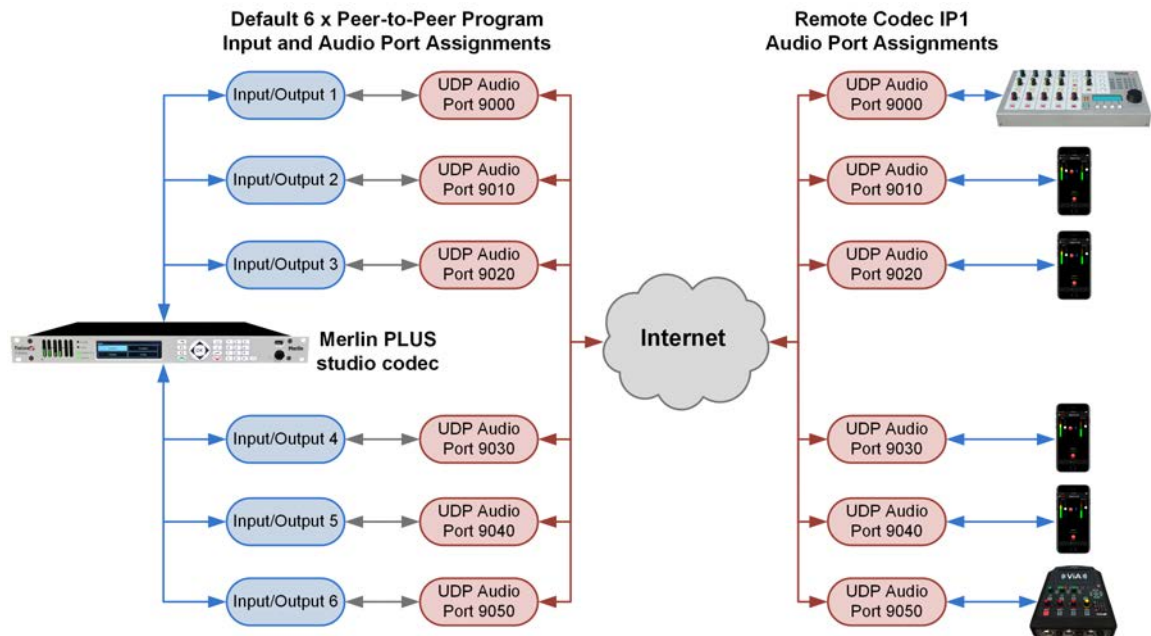 Default 6 x Peer-to-Peer Program
Input and Audio Port Assignments
Remote Codec IP1
Audio Port Assignments
Input/Output 1
UDP Audio
Port 9000
UDP Audio
Port 9000
Input/Output 2
UDP Audio
Port 9010
UDP Audio
Port 9010
Input/Output 3
UDP Audio
Port 9020
UDP Audio
Port 9020
Merlin
Merlin PLUS
studio codec
Internet
Input/Output 4
UDP Audio
Port 9030
UDP Audio
Port 9030
Input/Output 5
UDP Audio
Port 9040
UDP Audio
Port 9040
Input/Output 6
UDP Audio
Port 9050
UDP Audio
Port 9050
ViA